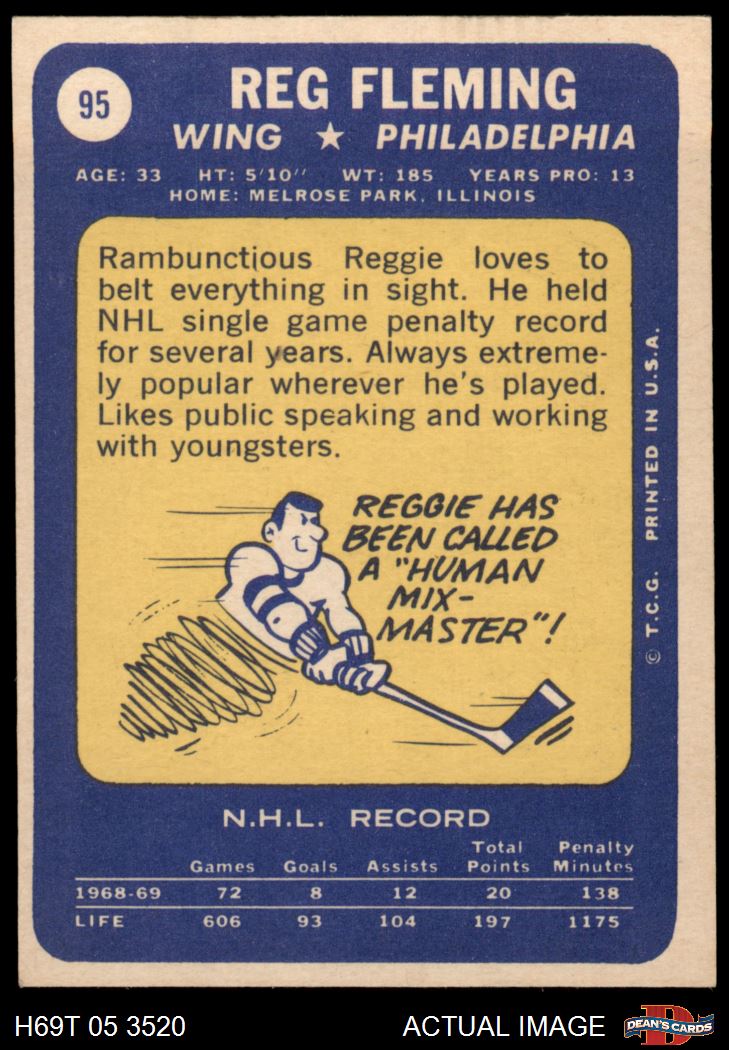 95
REG FLEMING
WING ★ PHILADELPHIA
AGE: 33 HT: 5'10'' WT: 185 YEARS PRO: 13
HOME: MELROSE PARK, ILLINOIS
Rambunctious Reggie loves to
belt everything in sight. He held
NHL single game penalty record
for several years. Always extreme-
ly popular wherever he's played.
Likes public speaking and working
with youngsters.
REGGIE HAS
BEEN CALLED
A "HUMAN
MIX-
MASTER"!
© T.C.G. PRINTED IN U.S.A.
N.H.L. RECORD
Games Goals Assists Total Points Penalty Minutes
1968-69 72 8 12 20 138
LIFE 606 93 104 197 1175
H69T 05 3520 ACTUAL IMAGE
D
DEAN'S CARDS